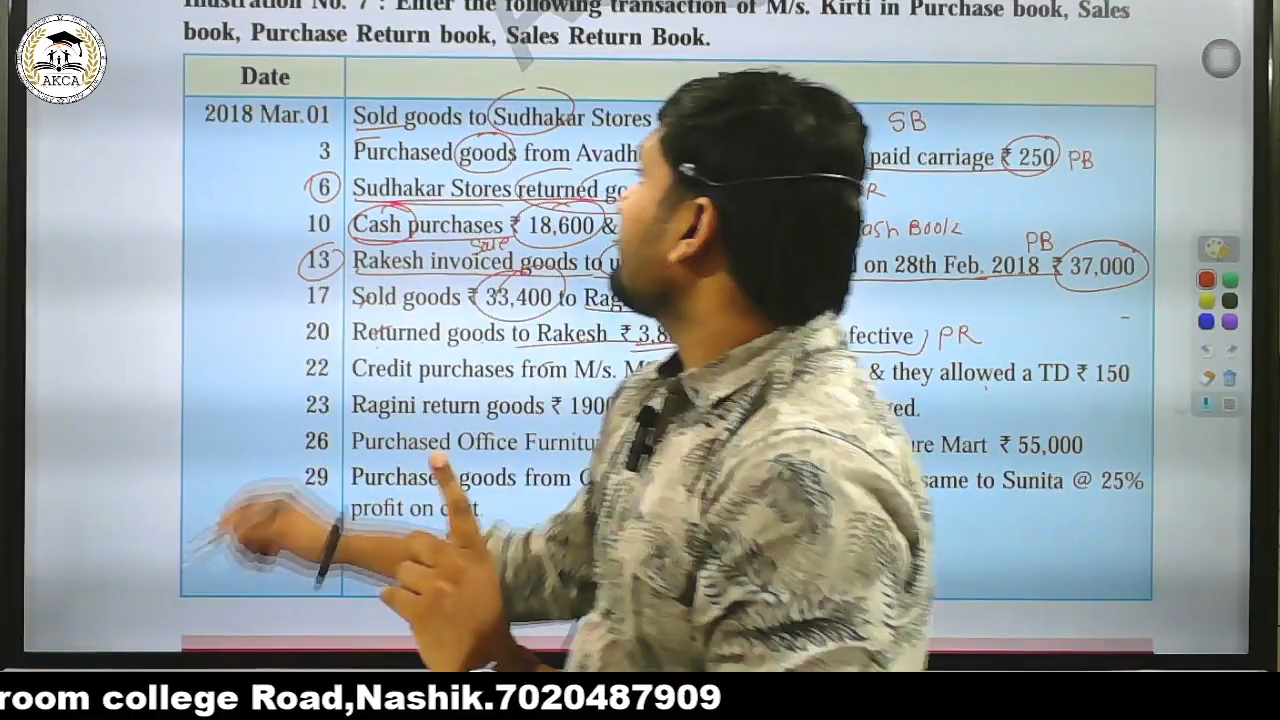 Illustration No. 7 : Enter the following transaction of M/s. Kirti in Purchase book, Sales
book, Purchase Return book, Sales Return Book.
AKCA
Date
2018 Mar. 01 Sold goods to Sudhakar Stores SB
3 Purchased goods from Avadh paid carriage ₹ 250 PB
6 Sudhakar Stores returned R
10 Cash purchases ₹ 18,600 & ash Book
Sale PB
13 Rakesh invoiced goods to u on 28th Feb, 2018 ₹ 37,000
17 Sold goods ₹ 33,400 to Rag
20 Returned goods to Rakesh ₹ 3,8 fective PR
22 Credit purchases from M/s. M & they allowed a TD ₹ 150
23 Ragini return goods ₹ 190 ed.
26 Purchased Office Furnitu re Mart ₹ 55,000
29 Purchase goods from same to Sunita @ 25%
profit on
room college Road,Nashik.7020487909